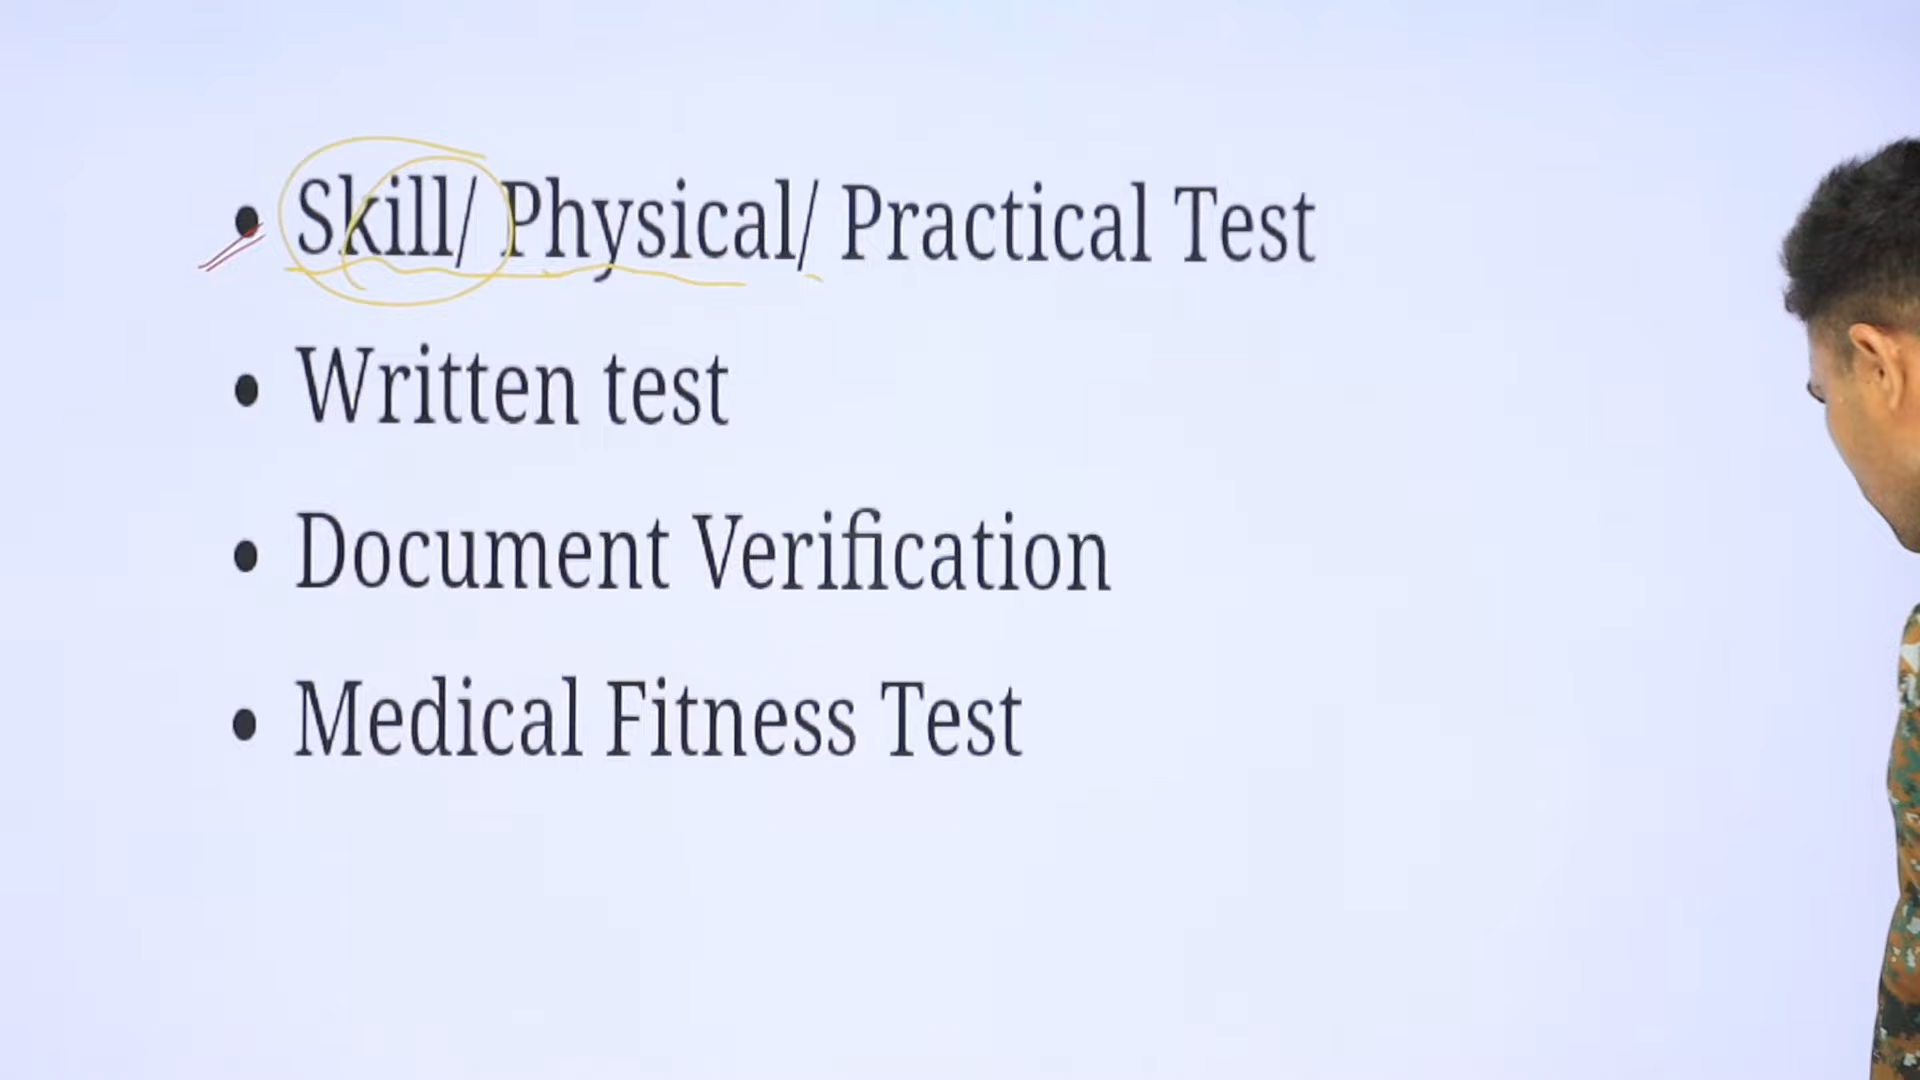 • Skill/ Physical/ Practical Test
• Written test
• Document Verification
• Medical Fitness Test